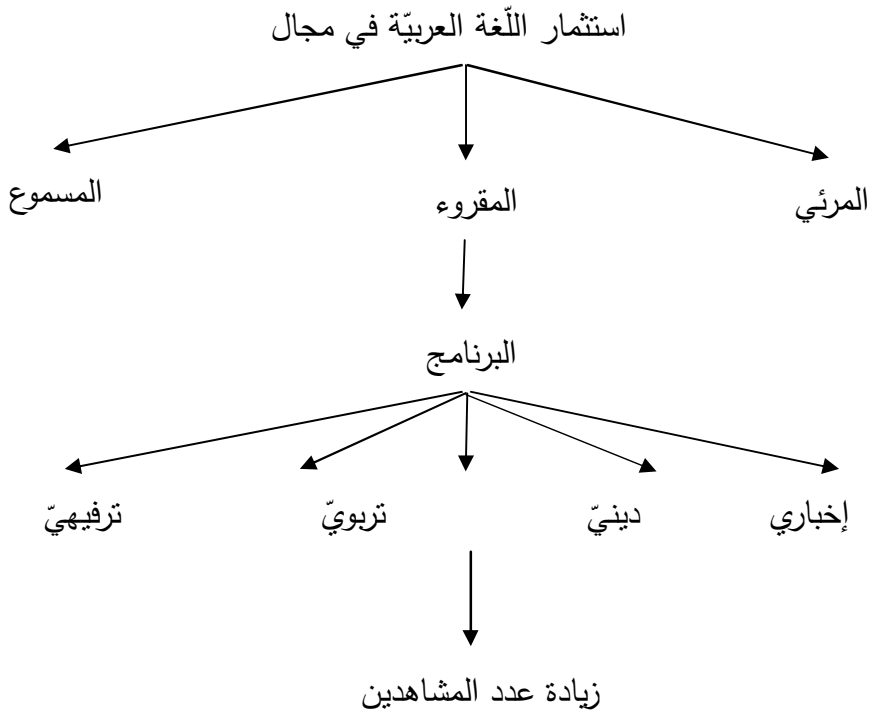 استثمار اللّغة العربيّة في مجال
المرئي المقروء المسموع
البرنامج
إخباري دينيّ تربويّ ترفيهيّ
زيادة عدد المشاهدين